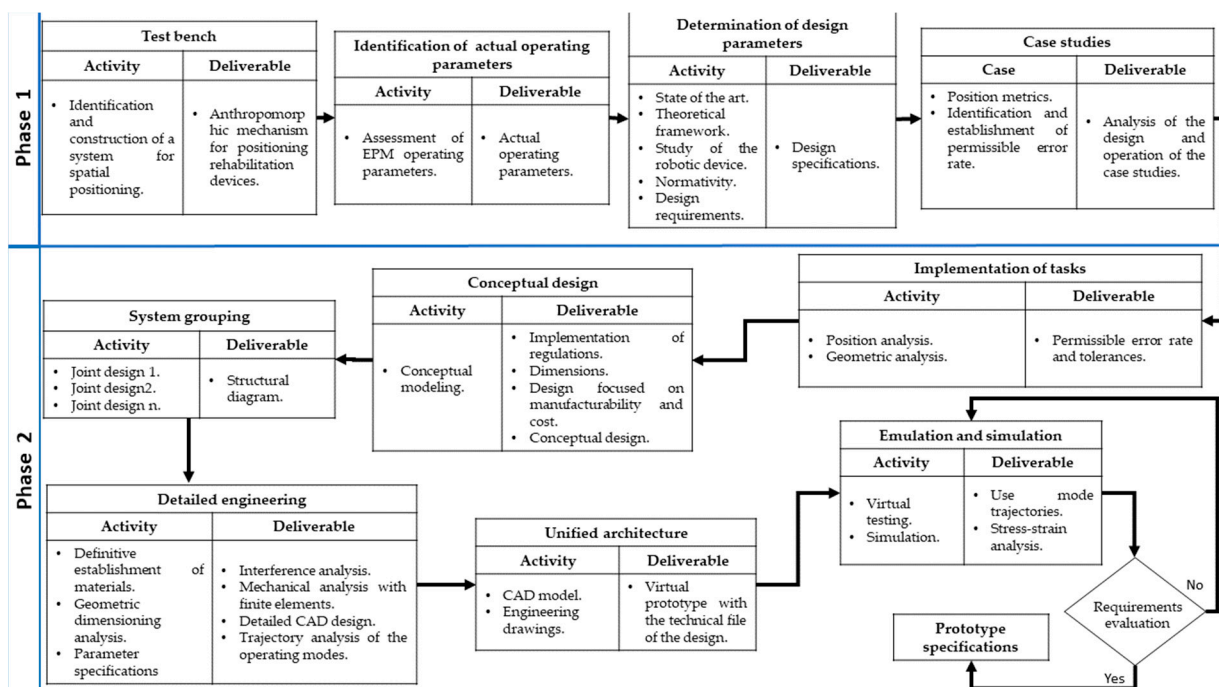 Phase 1
Test bench
Activity
Deliverable
• Identification
and
construction of a
system for
spatial
positioning.
• Anthropomorp
hic mechanism
for positioning
rehabilitation
devices.
Identification of actual operating
parameters
Activity
Deliverable
• Assessment of
EPM operating
parameters.
• Actual
operating
parameters.
Determination of design
parameters
Activity
Deliverable
• State of the art.
• Theoretical
framework.
• Study of the
robotic device.
• Normativity.
• Design
requirements.
• Design
specifications.
Case studies
Case
Deliverable
• Position metrics.
• Identification and
establishment of
permissible error
rate.
• Analysis of the
design and
operation of the
case studies.
Phase 2
Implementation of tasks
Activity
Deliverable
• Position analysis.
• Geometric analysis.
• Permissible error rate
and tolerances.
Conceptual design
Activity
Deliverable
• Conceptual
modeling.
• Implementation of
regulations.
• Dimensions.
• Design focused on
manufacturability and
cost.
• Conceptual design.
System grouping
Activity
Deliverable
• Joint design 1.
• Joint design2.
• Joint design n.
• Structural
diagram.
Detailed engineering
Activity
Deliverable
• Definitive
establishment of
materials.
• Geometric
dimensioning
analysis.
• Parameter
specifications
• Interference analysis.
• Mechanical analysis with
finite elements.
• Detailed CAD design.
• Trajectory analysis of the
operating modes.
Unified architecture
Activity
Deliverable
• CAD model.
• Engineering
drawings.
• Virtual
prototype with
the technical file
of the design.
Emulation and simulation
Activity
Deliverable
• Virtual
testing.
• Simulation.
• Use mode
trajectories.
• Stress-strain
analysis.
Requirements
evaluation
No
Yes
Prototype
specifications